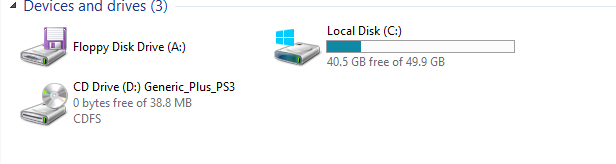 Devices and drives (3)
Floppy Disk Drive (A:)
Local Disk (C:)
40.5 GB free of 49.9 GB
CD Drive (D:) Generic_Plus_PS3
0 bytes free of 38.8 MB
CDFS